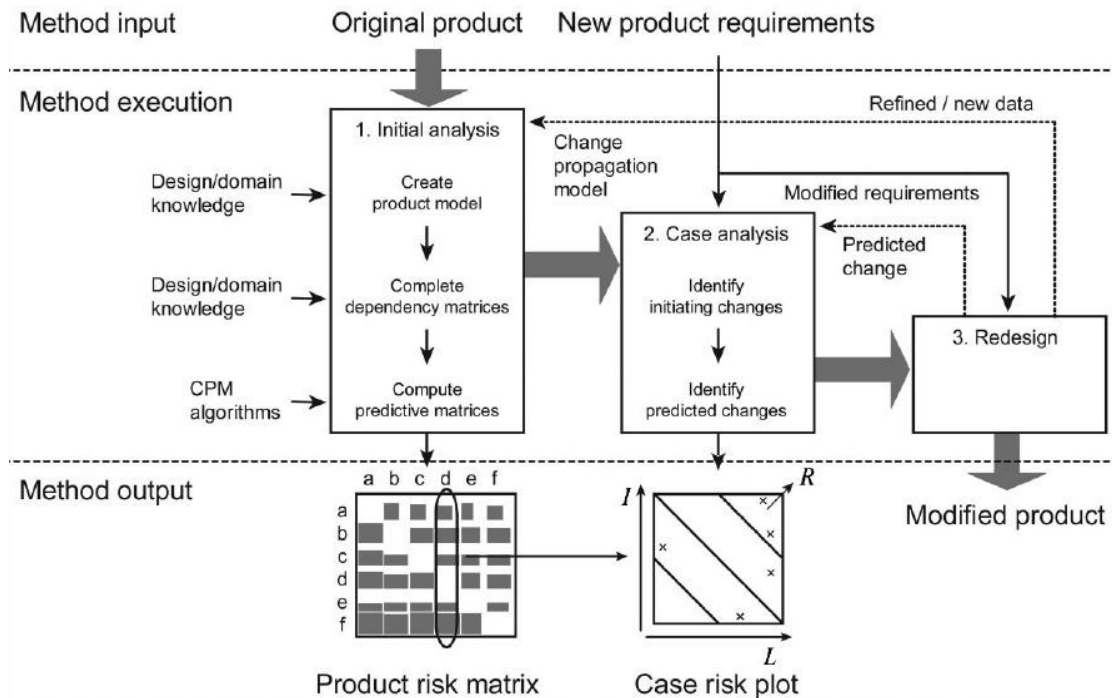 Method input
Original product
New product requirements
Method execution
Refined / new data
1. Initial analysis
Change
propagation
model
Design/domain
knowledge
Create
product model
Modified requirements
2. Case analysis
Predicted
change
Design/domain
knowledge
Complete
dependency matrices
Identify
initiating changes
3. Redesign
CPM
algorithms
Compute
predictive matrices
Identify
predicted changes
Method output
a b c d e f
a
b
c
d
e
f
I
R
L
Modified product
Product risk matrix
Case risk plot